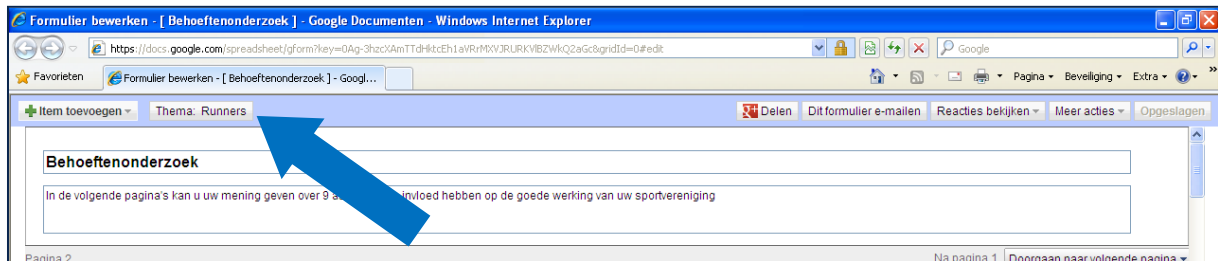 Formulier bewerken - [ Behoeftenonderzoek ] - Google Documenten - Windows Internet Explorer
https://docs.google.com/spreadsheet/gform?key=0Ag-3hzcXAmTTdHktcEh1aVRrMXVJRURKVlBZWkQ2aGc&gridId=0#edit
Google
Favorieten
Formulier bewerken - [ Behoeftenonderzoek ] - Googl...
Pagina
Beveiliging
Extra
»
Item toevoegen
Thema: Runners
Delen
Dit formulier e-mailen
Reacties bekijken
Meer acties
Opgeslagen
Behoeftenonderzoek
In de volgende pagina's kan u uw mening geven over 9 invloed hebben op de goede werking van uw sportvereniging
Pagina 2
Na pagina 1
Doorgaan naar volgende pagina